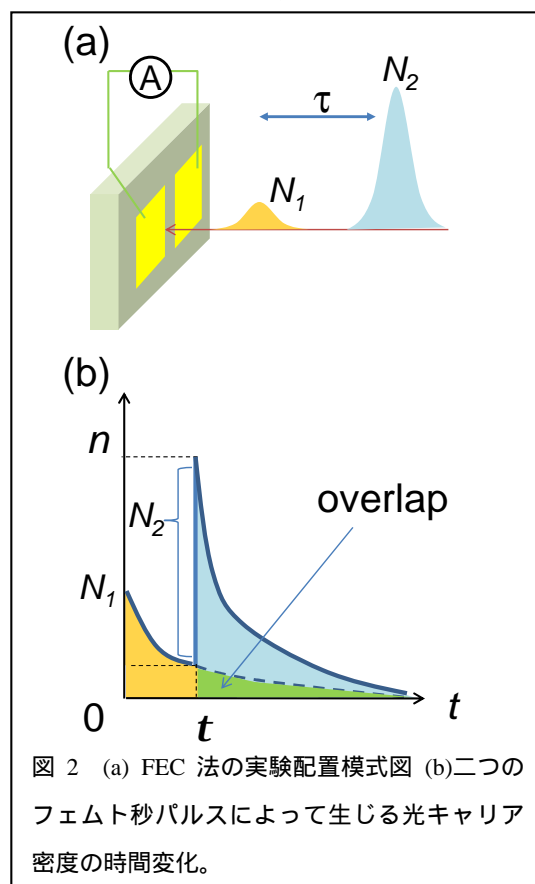 (a)
A
N₂
τ
N₁
(b)
n
overlap
N₂
N₁
0
t
t
図 2 (a) FEC 法の実験配置模式図 (b)二つの
フェムト秒パルスによって生じる光キャリア
密度の時間変化。